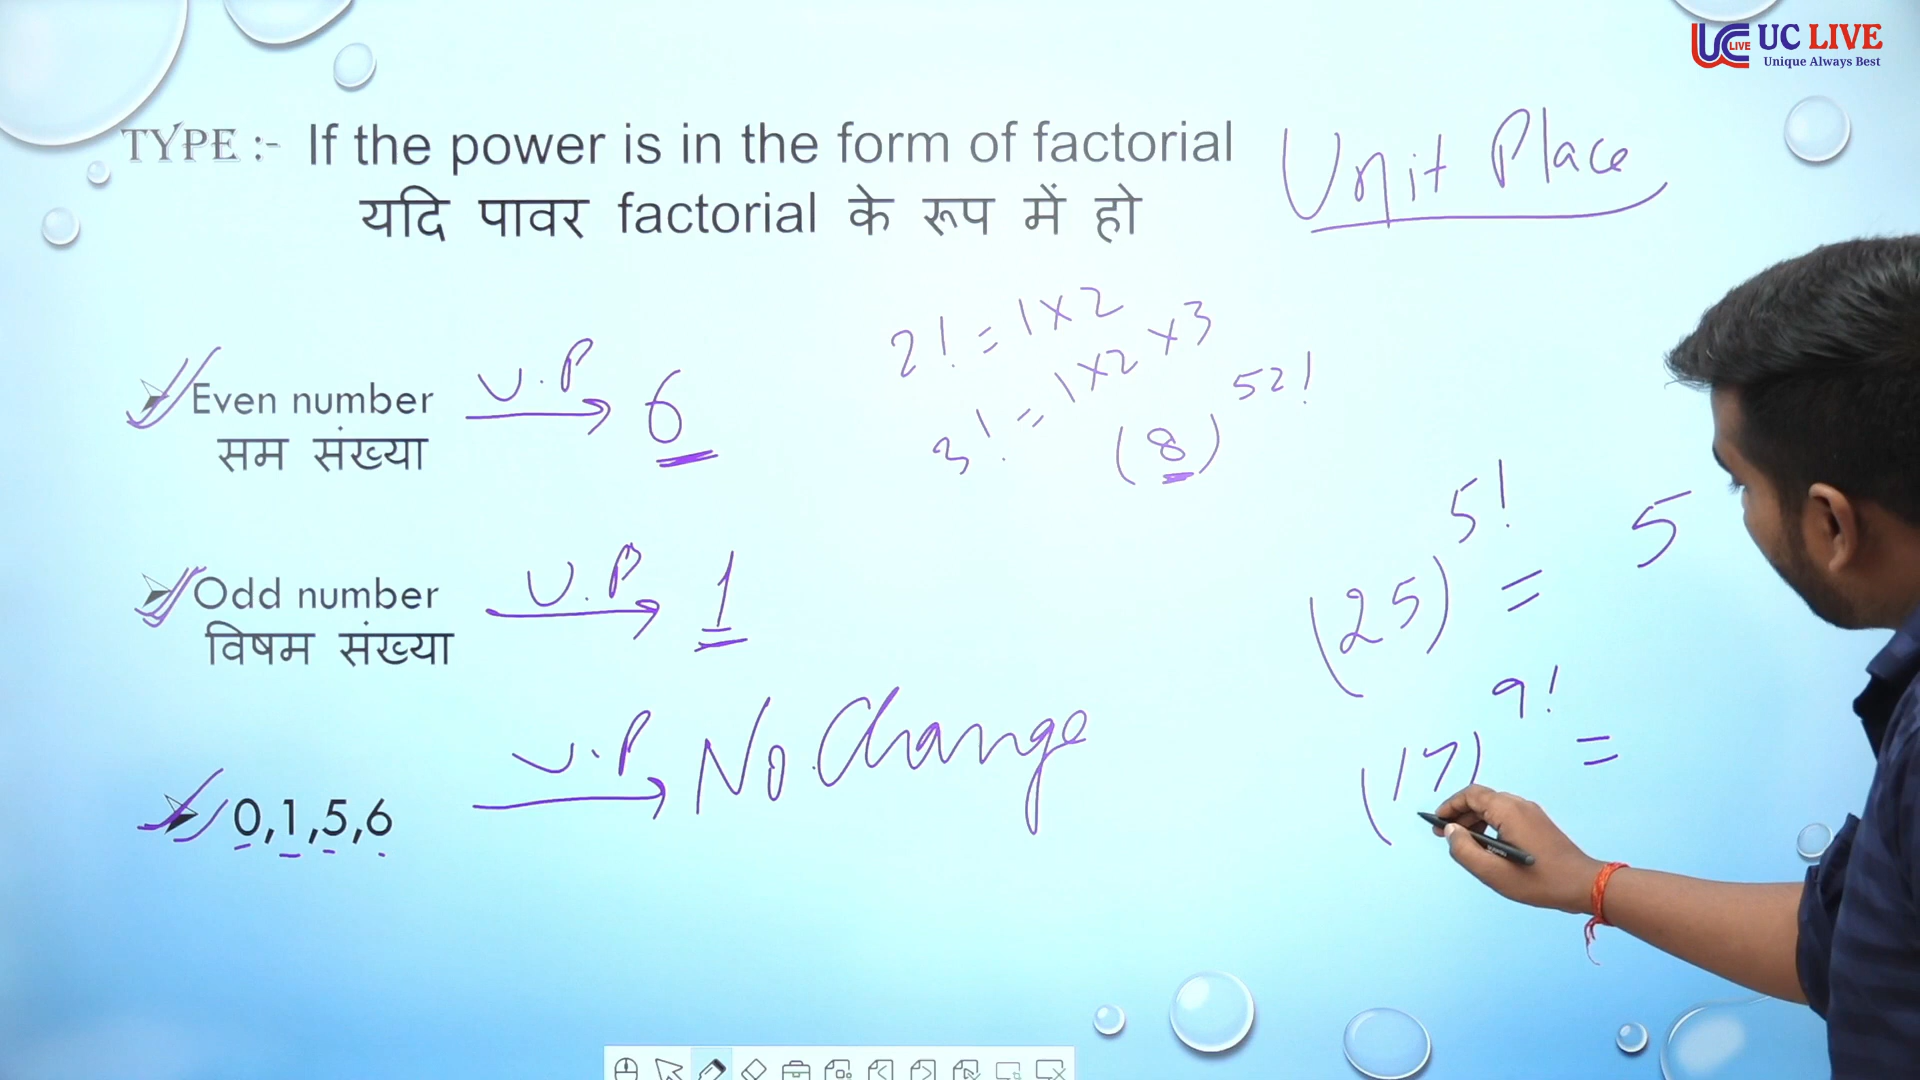 UC LIVE
Unique Always Best
TYPE :- If the power is in the form of factorial
यदि पावर factorial के रूप में हो
Unit Place
2! = 1×2
3! = 1×2×3
(8)^52!
Even number U.P → 6
सम संख्या
(25)^5! = 5
Odd number U.P → 1
विषम संख्या
(17)^9! =
0,1,5,6 U.P → No Change